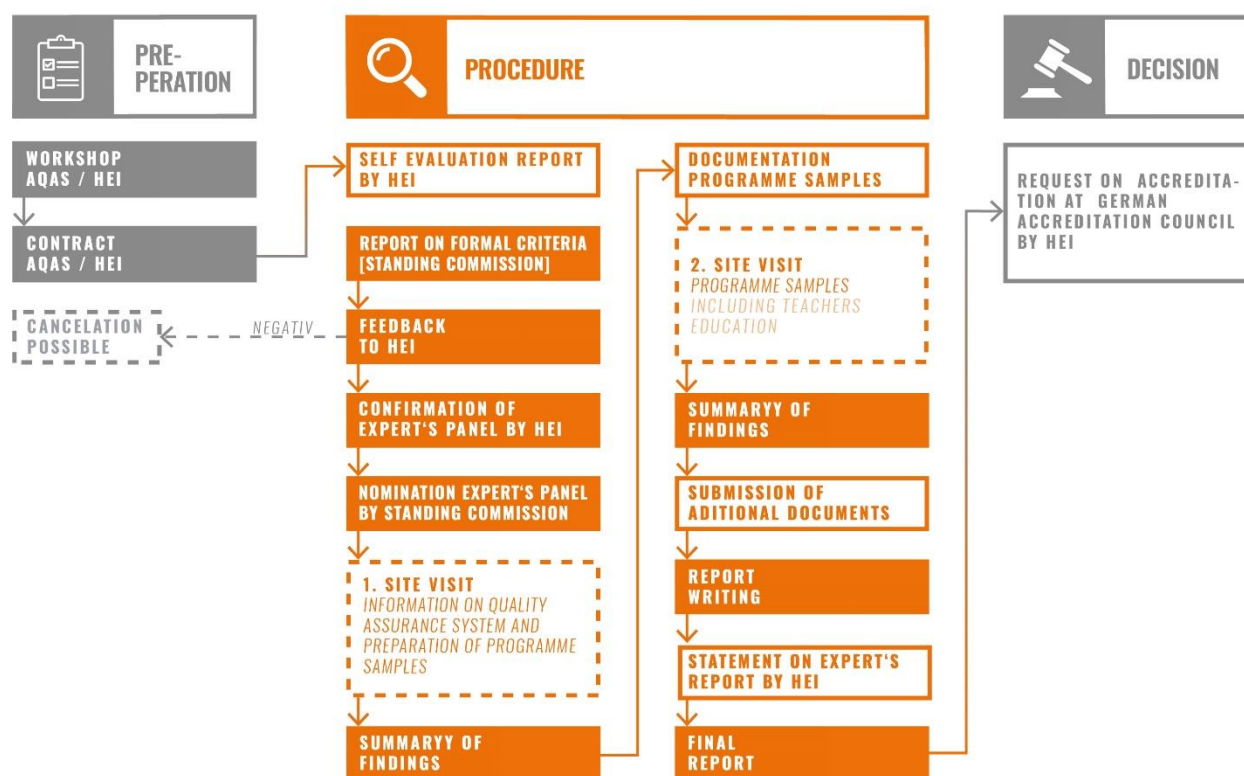 PRE-
PERATION
WORKSHOP
AQAS / HEI
CONTRACT
AQAS / HEI
CANCELATION
POSSIBLE
NEGATIV
PROCEDURE
SELF EVALUATION REPORT
BY HEI
REPORT ON FORMAL CRITERIA
[STANDING COMMISSION]
FEEDBACK
TO HEI
CONFIRMATION OF
EXPERT'S PANEL BY HEI
NOMINATION EXPERT'S PANEL
BY STANDING COMMISSION
1. SITE VISIT
INFORMATION ON QUALITY
ASSURANCE SYSTEM AND
PREPARATION OF PROGRAMME
SAMPLES
SUMMARYY OF
FINDINGS
DOCUMENTATION
PROGRAMME SAMPLES
2. SITE VISIT
PROGRAMME SAMPLES
INCLUDING TEACHERS
EDUCATION
SUMMARYY OF
FINDINGS
SUBMISSION OF
ADITIONAL DOCUMENTS
REPORT
WRITING
STATEMENT ON EXPERT'S
REPORT BY HEI
FINAL
REPORT
DECISION
REQUEST ON ACCREDITA-
TION AT GERMAN
ACCREDITATION COUNCIL
BY HEI